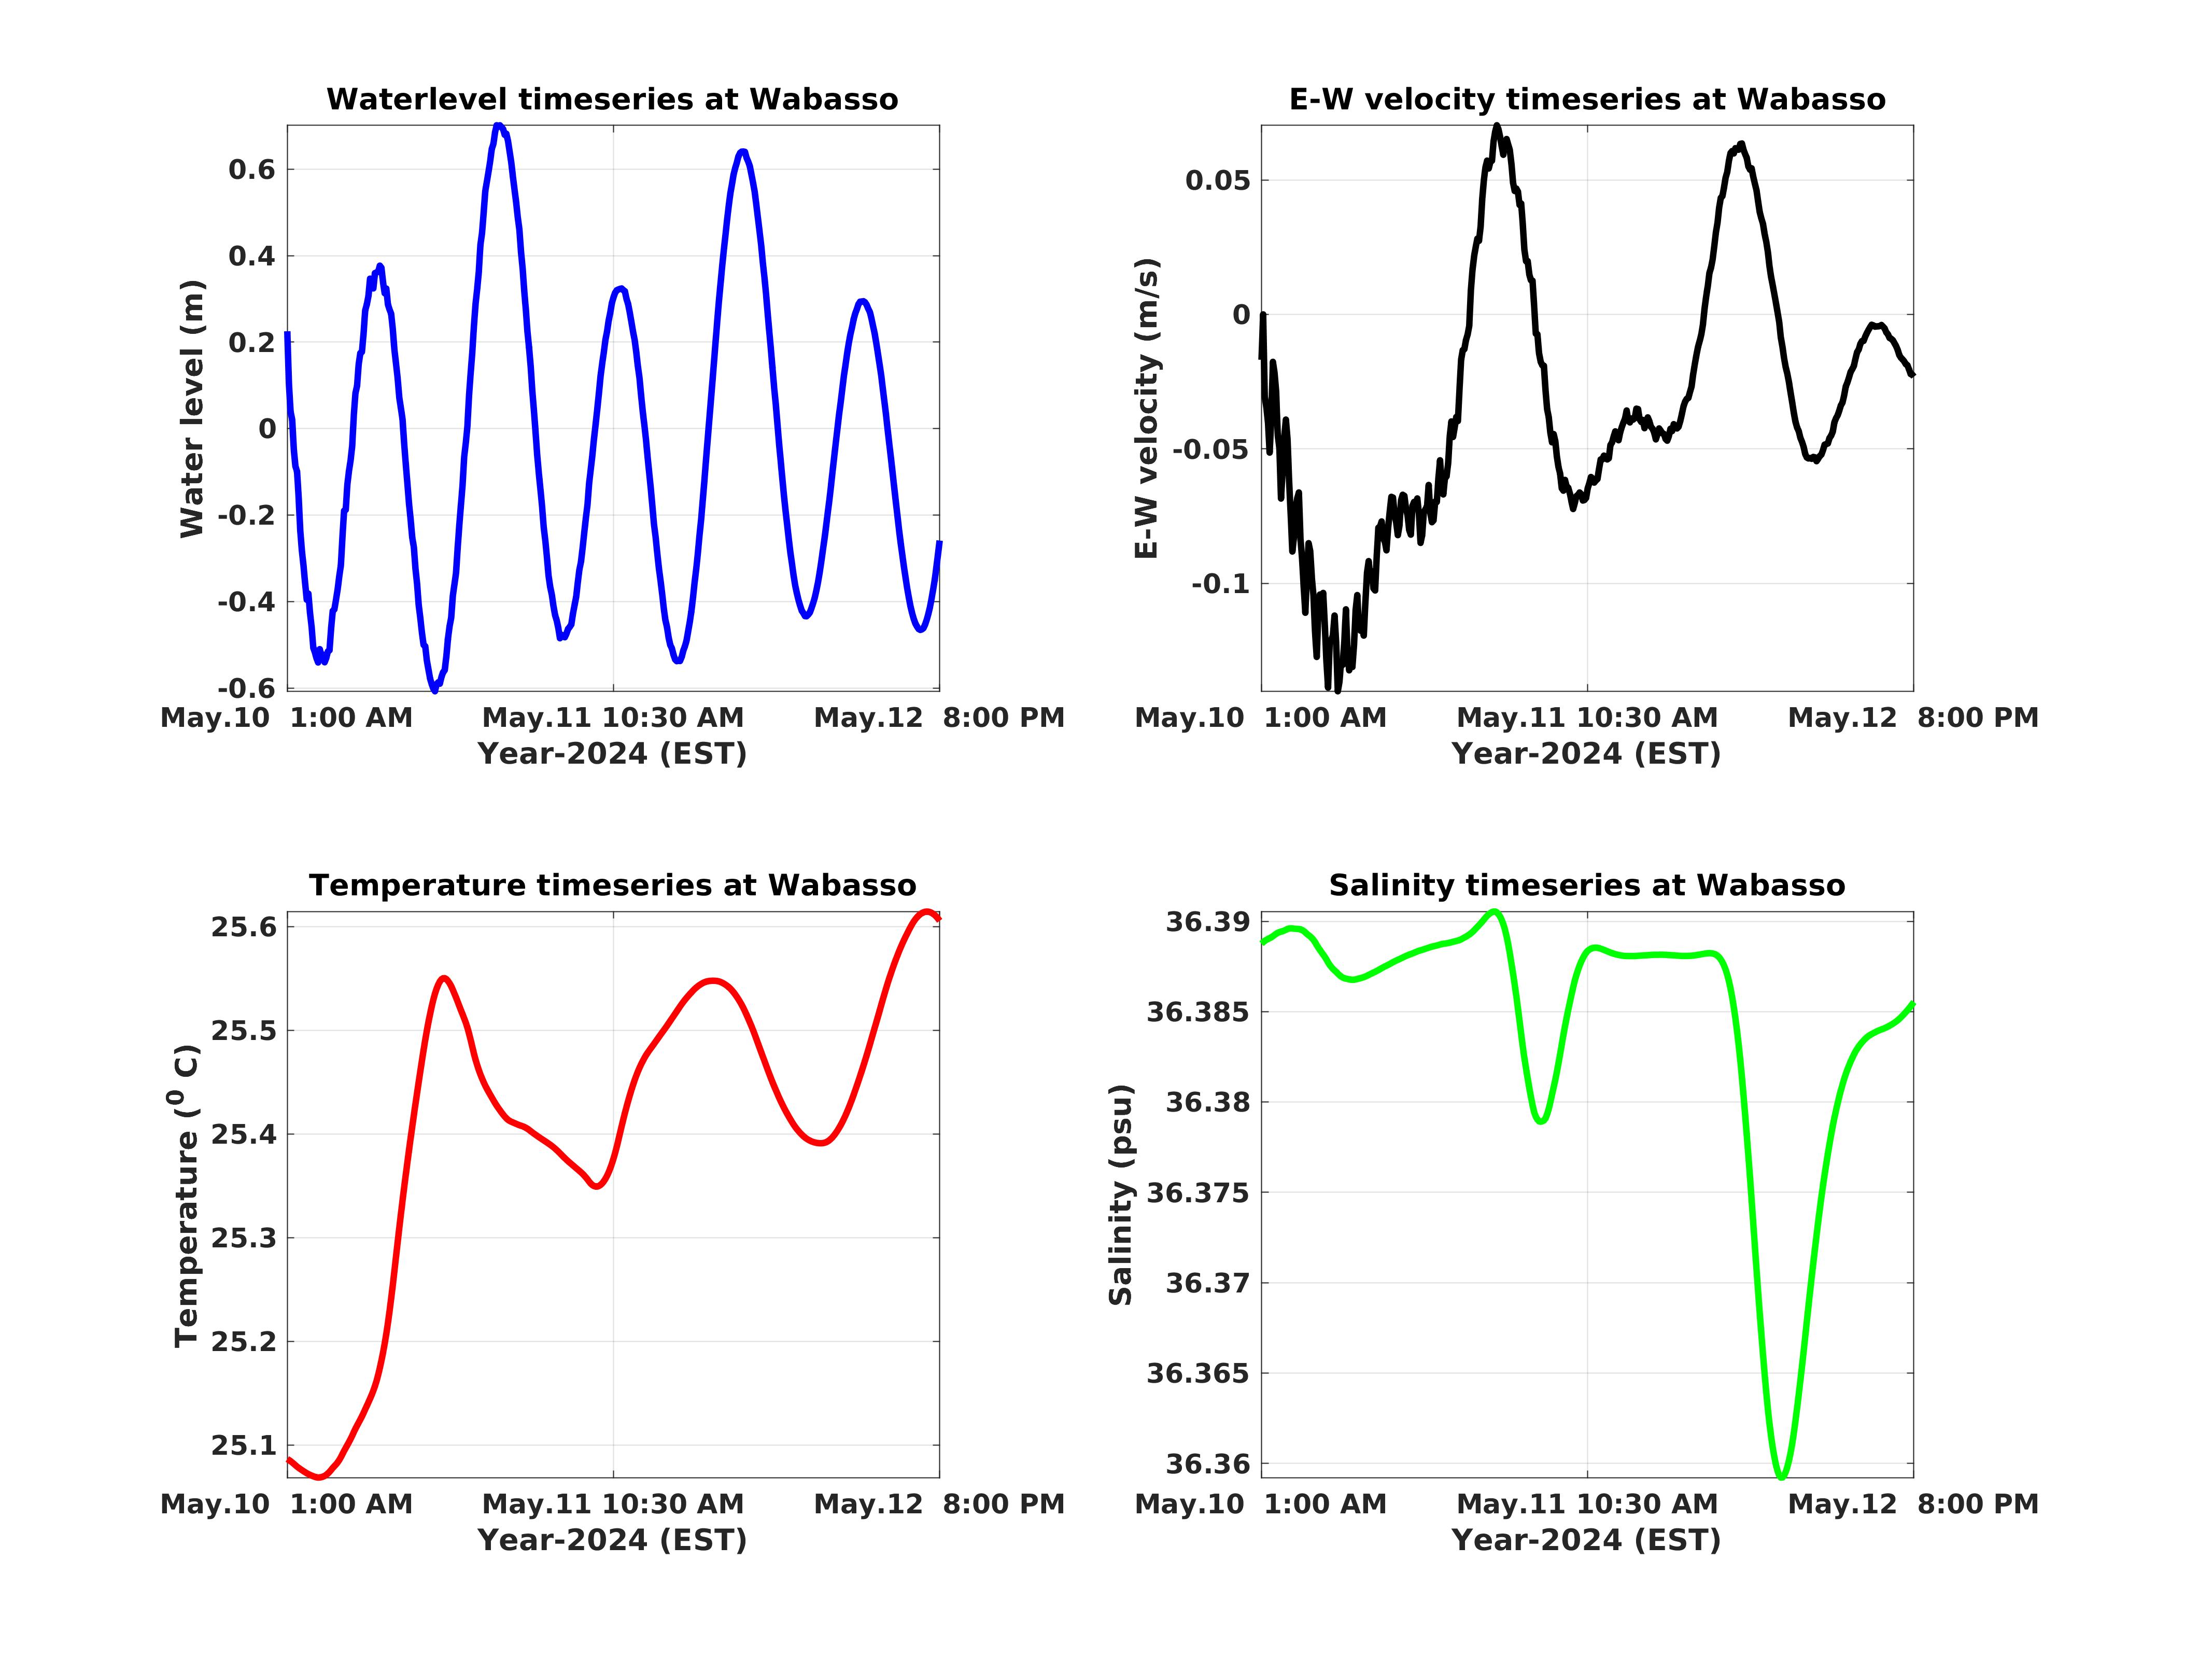 Waterlevel timeseries at Wabasso
Water level (m)
0.6
0.4
0.2
0
-0.2
-0.4
-0.6
May.10 1:00 AM
May.11 10:30 AM
May.12 8:00 PM
Year-2024 (EST)
E-W velocity timeseries at Wabasso
E-W velocity (m/s)
0.05
0
-0.05
-0.1
May.10 1:00 AM
May.11 10:30 AM
May.12 8:00 PM
Year-2024 (EST)
Temperature timeseries at Wabasso
Temperature (⁰ C)
25.6
25.5
25.4
25.3
25.2
25.1
May.10 1:00 AM
May.11 10:30 AM
May.12 8:00 PM
Year-2024 (EST)
Salinity timeseries at Wabasso
Salinity (psu)
36.39
36.385
36.38
36.375
36.37
36.365
36.36
May.10 1:00 AM
May.11 10:30 AM
May.12 8:00 PM
Year-2024 (EST)